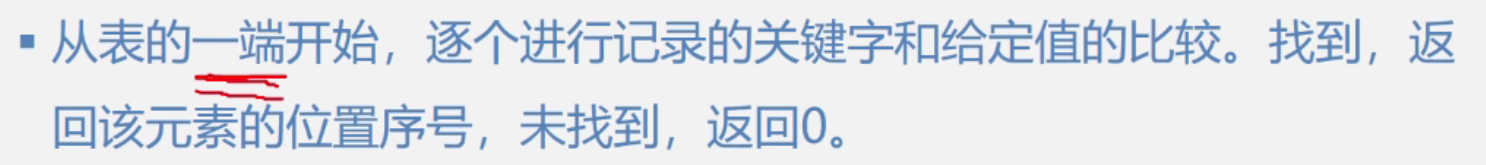 ▪ 从表的一端开始，逐个进行记录的关键字和给定值的比较。找到，返
回该元素的位置序号，未找到，返回0。